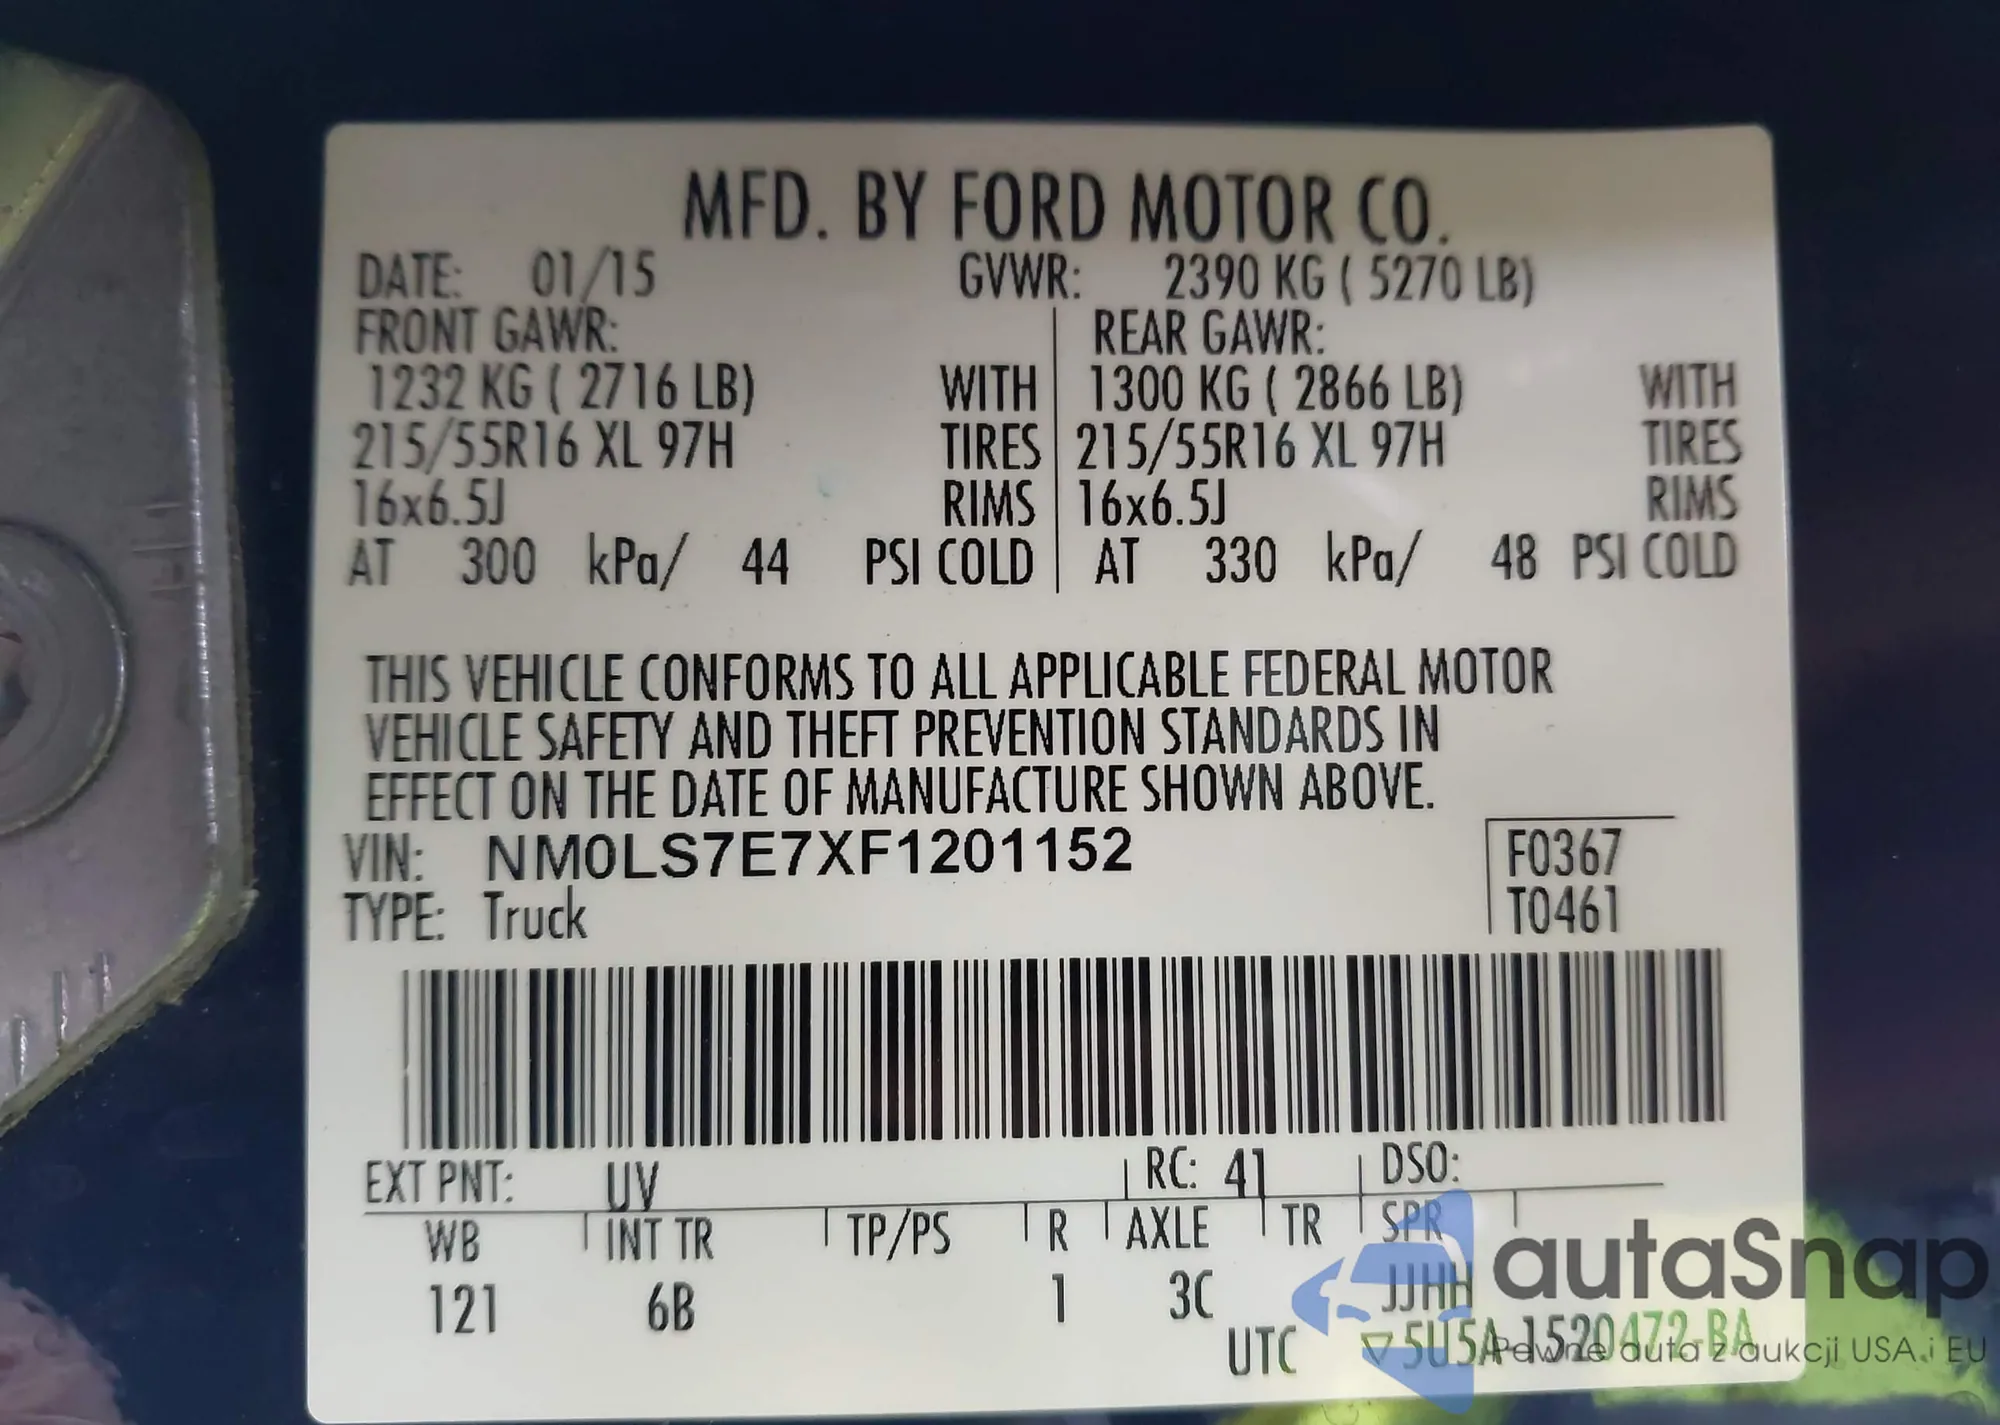 MFD. BY FORD MOTOR CO.
DATE: 01/15 GVWR: 2390 KG ( 5270 LB)
FRONT GAWR: REAR GAWR:
1232 KG ( 2716 LB) WITH 1300 KG ( 2866 LB) WITH
215/55R16 XL 97H TIRES 215/55R16 XL 97H TIRES
16x6.5J RIMS 16x6.5J RIMS
AT 300 kPa/ 44 PSI COLD AT 330 kPa/ 48 PSI COLD
THIS VEHICLE CONFORMS TO ALL APPLICABLE FEDERAL MOTOR
VEHICLE SAFETY AND THEFT PREVENTION STANDARDS IN
EFFECT ON THE DATE OF MANUFACTURE SHOWN ABOVE.
VIN: NM0LS7E7XF1201152 F0367
TYPE: Truck T0461
EXT PNT: UV RC: 41 DSO:
WB INT TR TP/PS R AXLE TR SPR
121 6B 1 3C JJHH
UTC ▽5U5A-1520472-BA
autaSnap
Pewne auta z aukcji USA i EU